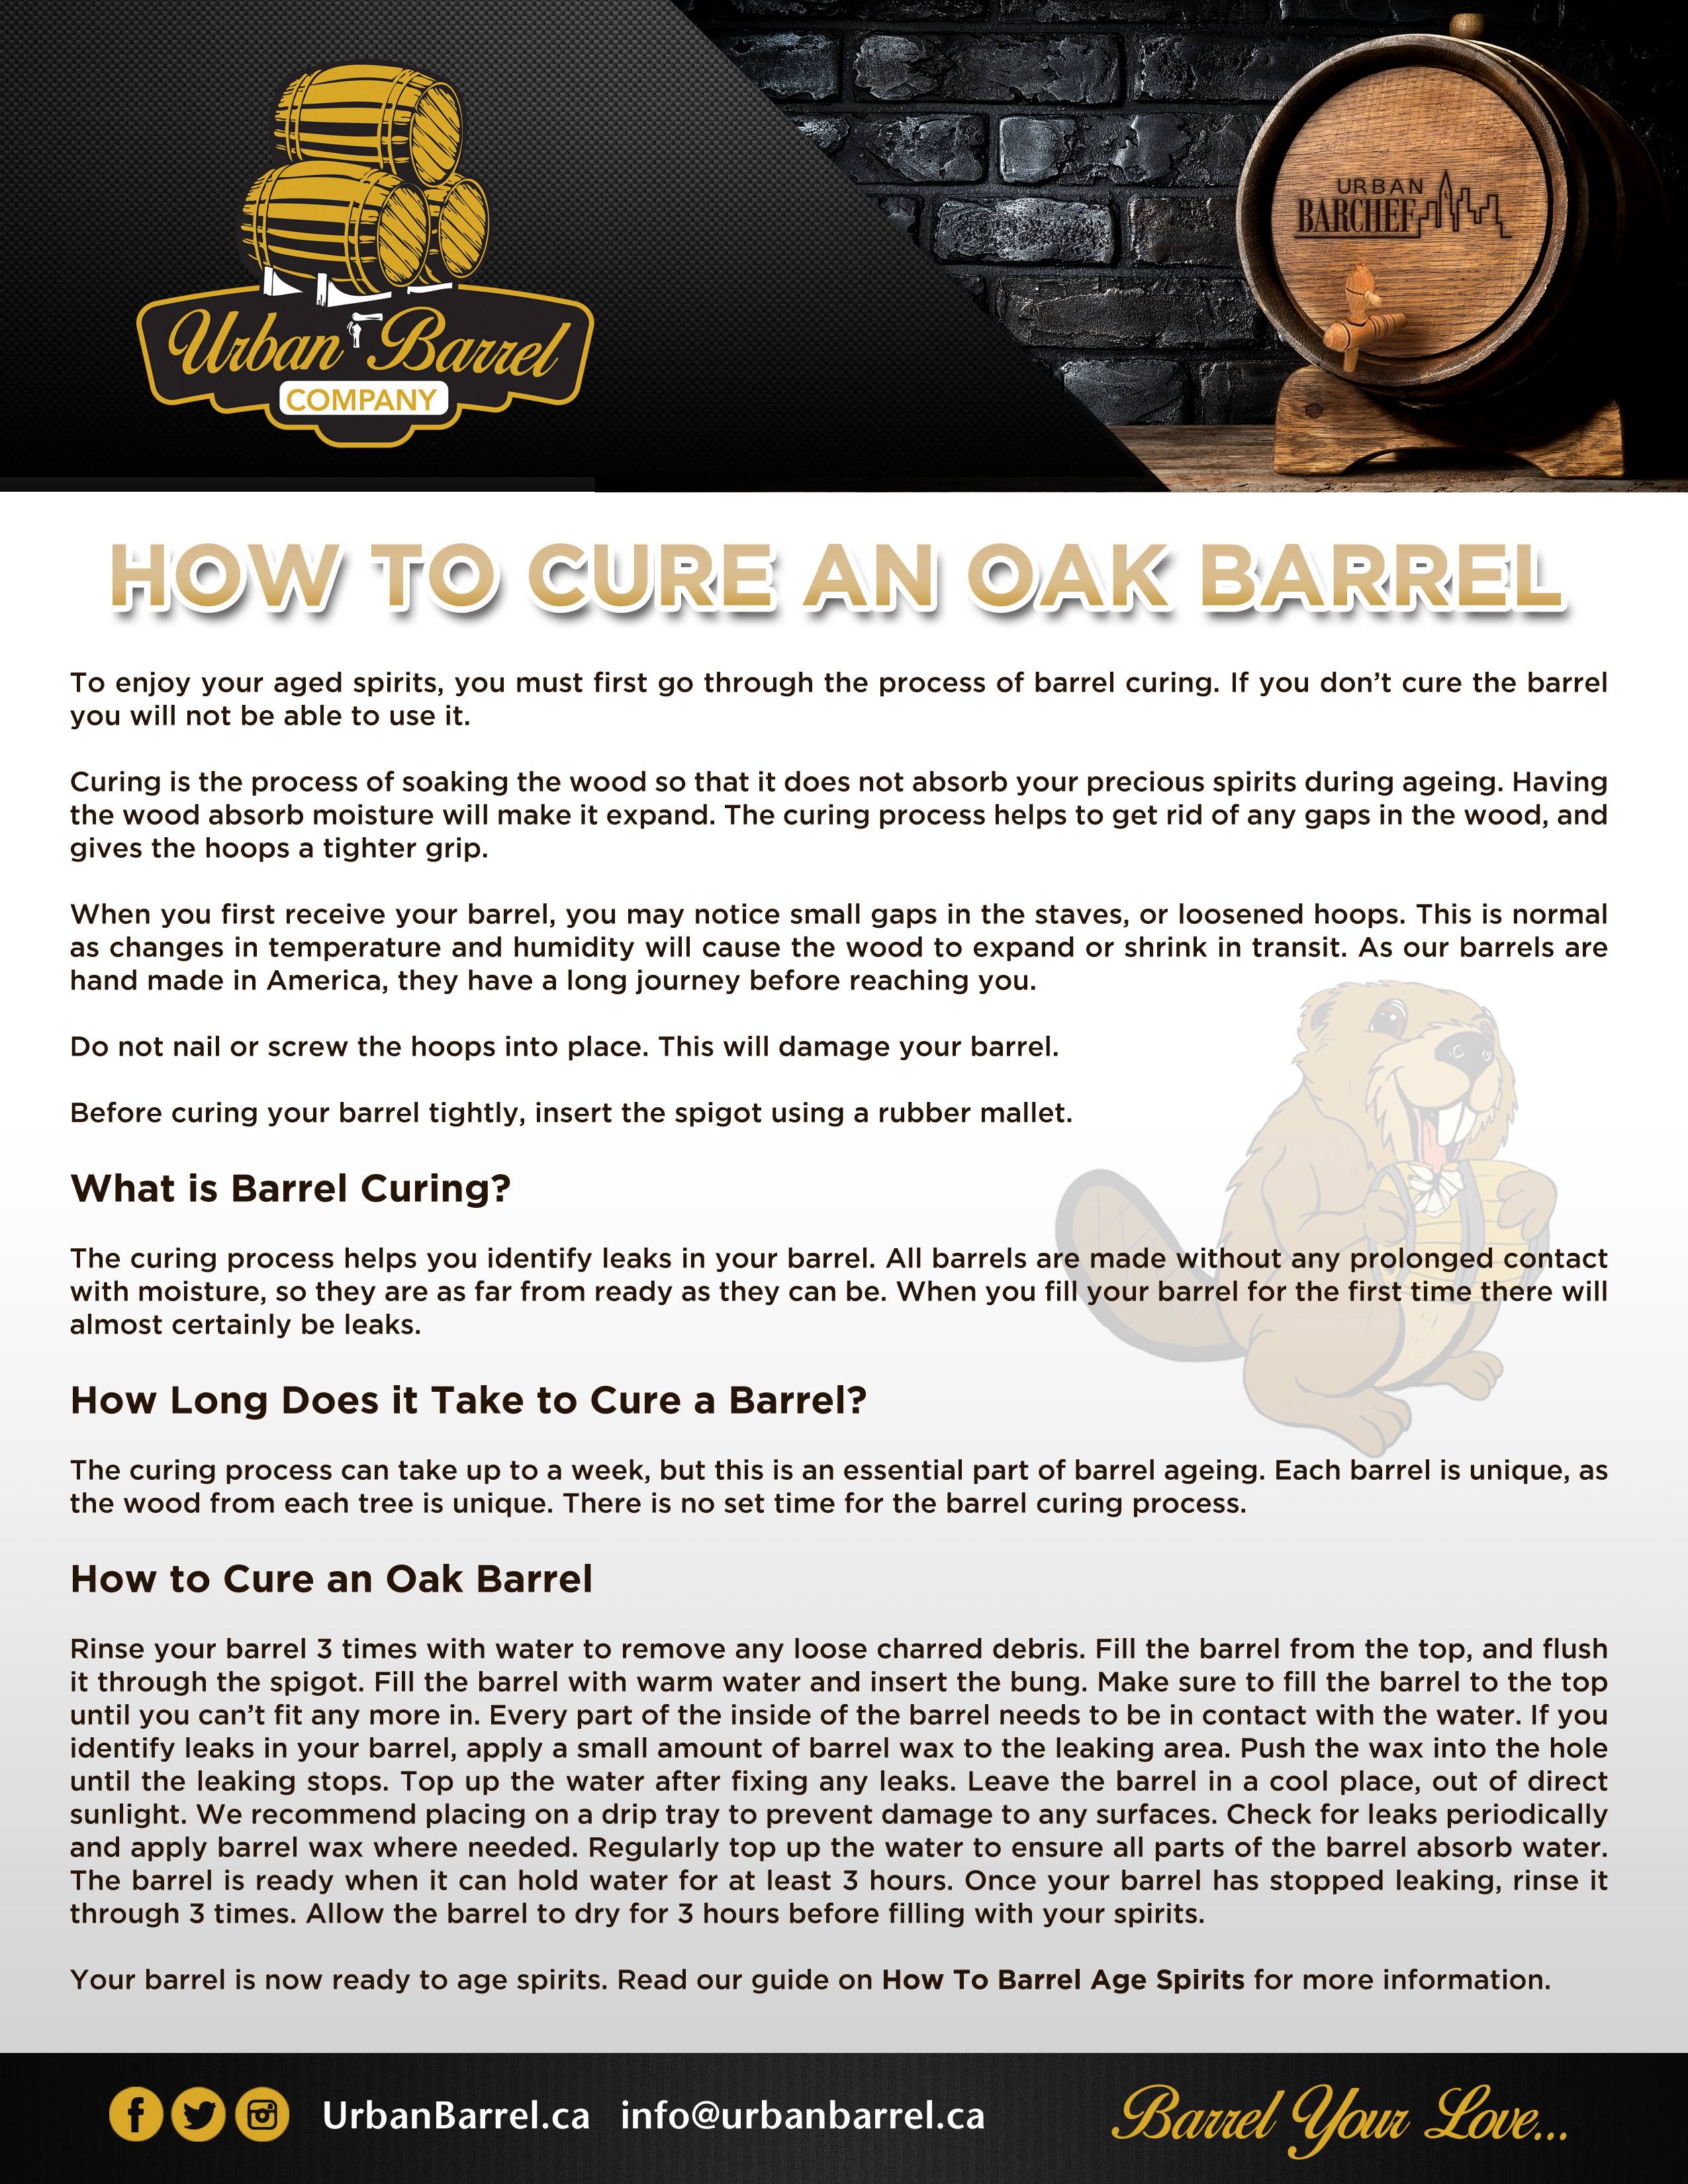 Urban Barrel
COMPANY
URBAN
BARCHEF
HOW TO CURE AN OAK BARREL
To enjoy your aged spirits, you must first go through the process of barrel curing. If you don’t cure the barrel
you will not be able to use it.
Curing is the process of soaking the wood so that it does not absorb your precious spirits during ageing. Having
the wood absorb moisture will make it expand. The curing process helps to get rid of any gaps in the wood, and
gives the hoops a tighter grip.
When you first receive your barrel, you may notice small gaps in the staves, or loosened hoops. This is normal
as changes in temperature and humidity will cause the wood to expand or shrink in transit. As our barrels are
hand made in America, they have a long journey before reaching you.
Do not nail or screw the hoops into place. This will damage your barrel.
Before curing your barrel tightly, insert the spigot using a rubber mallet.
What is Barrel Curing?
The curing process helps you identify leaks in your barrel. All barrels are made without any prolonged contact
with moisture, so they are as far from ready as they can be. When you fill your barrel for the first time there will
almost certainly be leaks.
How Long Does it Take to Cure a Barrel?
The curing process can take up to a week, but this is an essential part of barrel ageing. Each barrel is unique, as
the wood from each tree is unique. There is no set time for the barrel curing process.
How to Cure an Oak Barrel
Rinse your barrel 3 times with water to remove any loose charred debris. Fill the barrel from the top, and flush
it through the spigot. Fill the barrel with warm water and insert the bung. Make sure to fill the barrel to the top
until you can’t fit any more in. Every part of the inside of the barrel needs to be in contact with the water. If you
identify leaks in your barrel, apply a small amount of barrel wax to the leaking area. Push the wax into the hole
until the leaking stops. Top up the water after fixing any leaks. Leave the barrel in a cool place, out of direct
sunlight. We recommend placing on a drip tray to prevent damage to any surfaces. Check for leaks periodically
and apply barrel wax where needed. Regularly top up the water to ensure all parts of the barrel absorb water.
The barrel is ready when it can hold water for at least 3 hours. Once your barrel has stopped leaking, rinse it
through 3 times. Allow the barrel to dry for 3 hours before filling with your spirits.
Your barrel is now ready to age spirits. Read our guide on How To Barrel Age Spirits for more information.
UrbanBarrel.ca info@urbanbarrel.ca
Barrel Your Love...